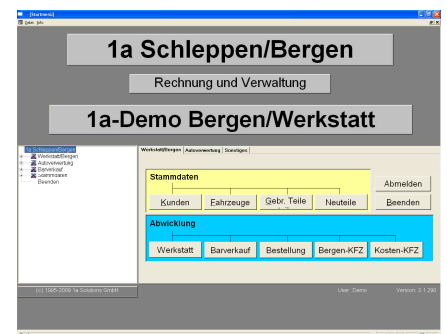 - [Startmenü]
Datei Info
1a Schleppen/Bergen
Rechnung und Verwaltung
1a-Demo Bergen/Werkstatt
1a Schleppen/Bergen
Werkstatt/Bergen
Autoverwertung
Barverkauf
Stammdaten
Beenden
Werkstatt/Bergen Autoverwertung Sonstiges
Stammdaten
Kunden Fahrzeuge Gebr. Teile Neuteile
Abmelden
Beenden
Abwicklung
Werkstatt Barverkauf Bestellung Bergen-KFZ Kosten-KFZ
(c) 1995-2009 1a Solutions GmbH User: Demo Version: 3.1.290